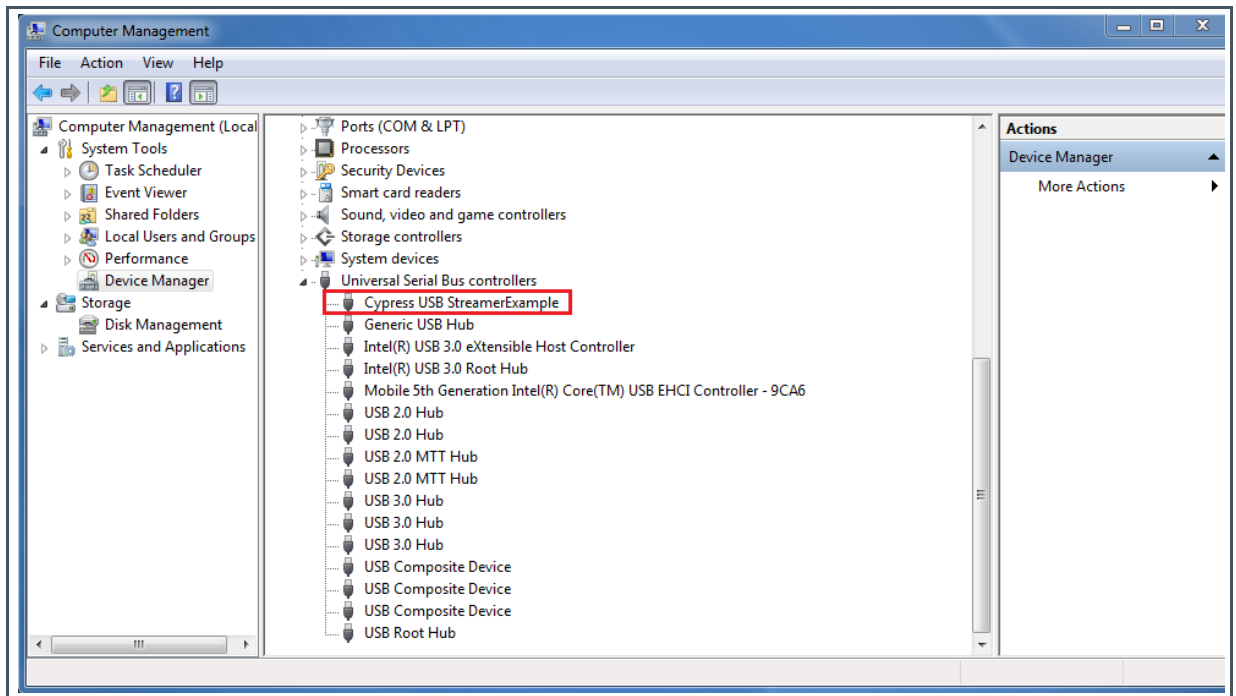 Computer Management
File Action View Help
Computer Management (Local
System Tools
Task Scheduler
Event Viewer
Shared Folders
Local Users and Groups
Performance
Device Manager
Storage
Disk Management
Services and Applications
Ports (COM & LPT)
Processors
Security Devices
Smart card readers
Sound, video and game controllers
Storage controllers
System devices
Universal Serial Bus controllers
Cypress USB StreamerExample
Generic USB Hub
Intel(R) USB 3.0 eXtensible Host Controller
Intel(R) USB 3.0 Root Hub
Mobile 5th Generation Intel(R) Core(TM) USB EHCI Controller - 9CA6
USB 2.0 Hub
USB 2.0 Hub
USB 2.0 MTT Hub
USB 2.0 MTT Hub
USB 3.0 Hub
USB 3.0 Hub
USB 3.0 Hub
USB Composite Device
USB Composite Device
USB Composite Device
USB Root Hub
Actions
Device Manager
More Actions